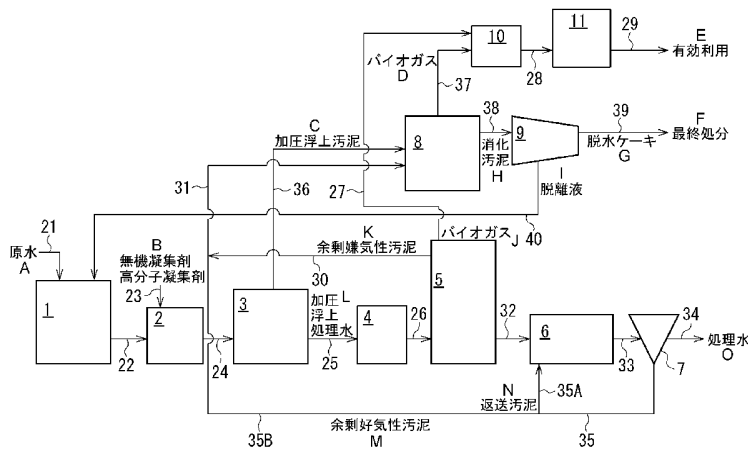 10
11
29
E
有効利用
バイオガス
D
37
28
C
加圧浮上汚泥
8
38
消化
汚泥
H
9
39
脱水ケーキ
G
F
最終処分
I
脱離液
31
36
27
40
21
原水
A
B
無機凝集剤
高分子凝集剤
23
K
余剰嫌気性汚泥
30
バイオガス J
1
22
2
24
3
加圧 L
浮上
処理水
25
4
26
5
32
6
33
7
34
処理水
O
N
返送汚泥
35A
35B
余剰好気性汚泥
M
35